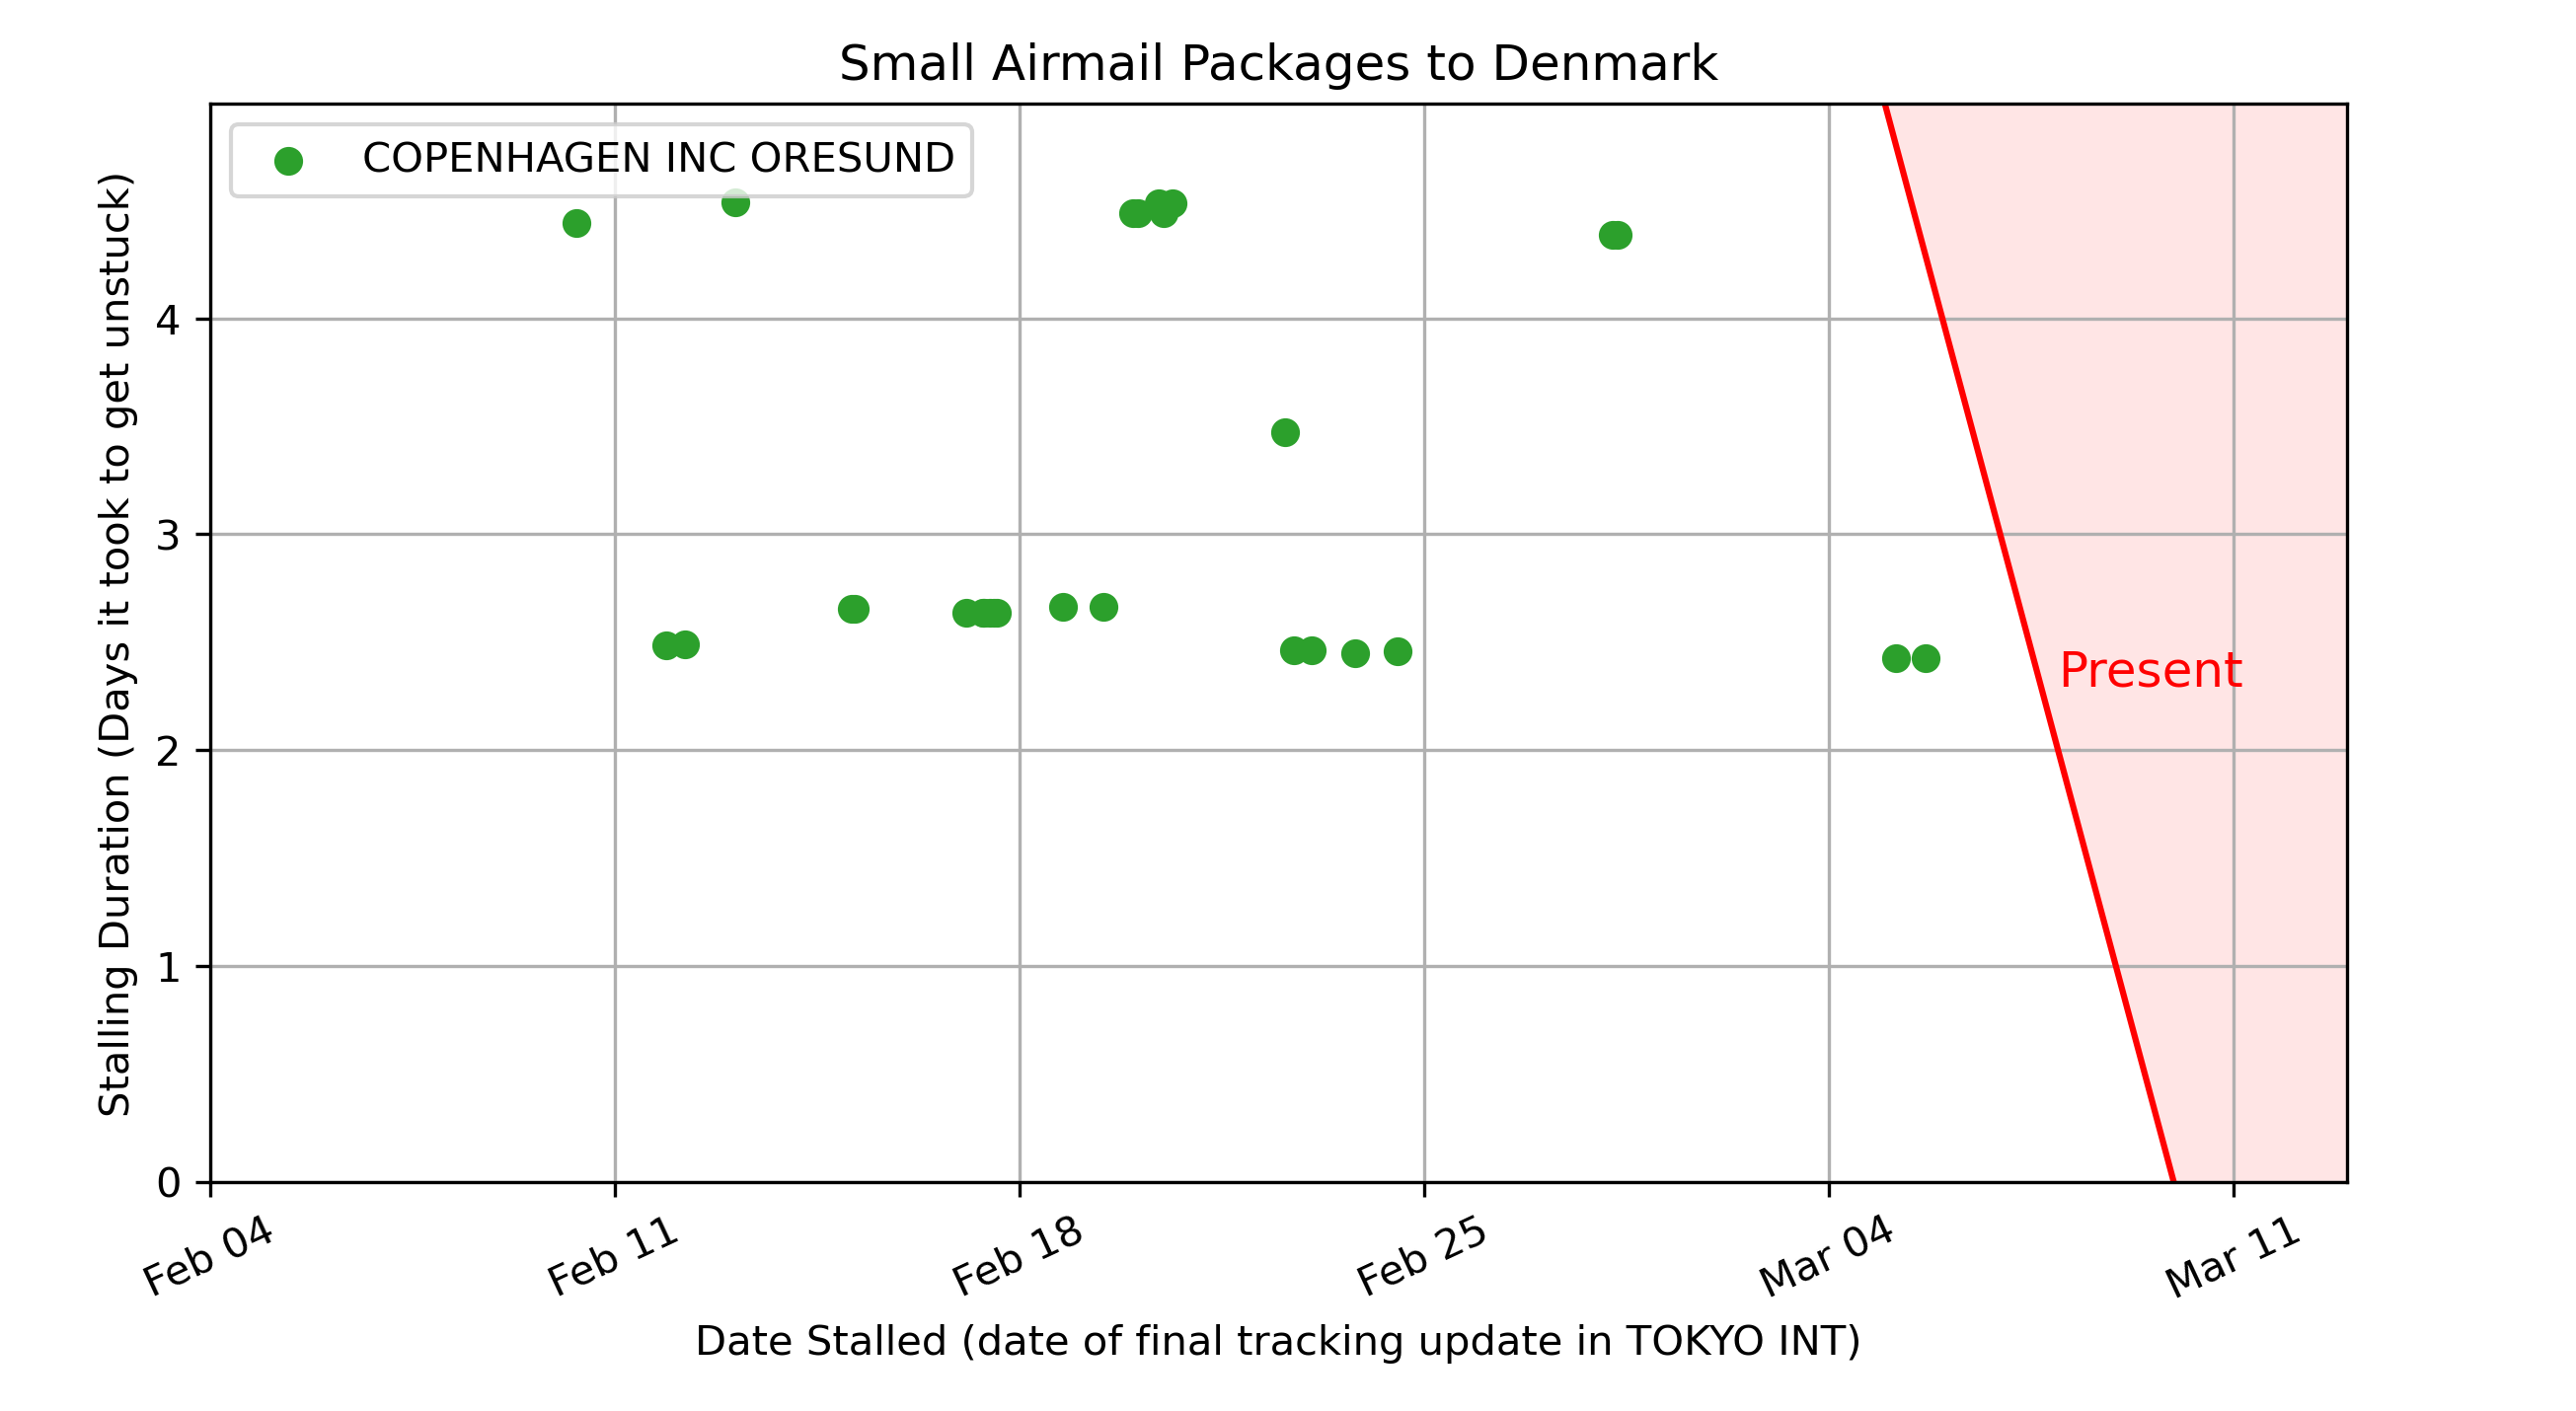 Small Airmail Packages to Denmark
COPENHAGEN INC ORESUND
Stalling Duration (Days it took to get unstuck)
4
3
2
1
0
Present
Feb 04
Feb 11
Feb 18
Feb 25
Mar 04
Mar 11
Date Stalled (date of final tracking update in TOKYO INT)